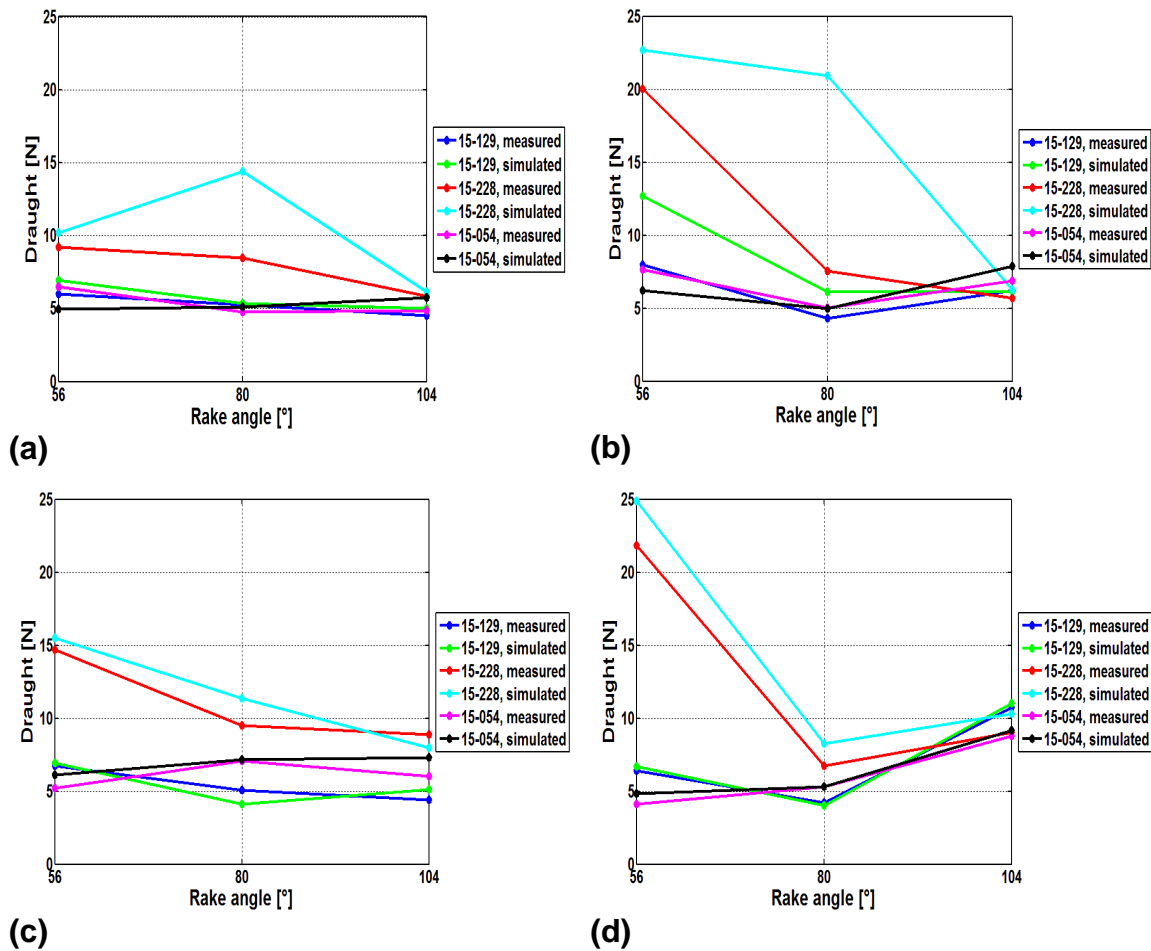 25
20
15
10
5
0
Draught [N]
56
80
104
Rake angle [°]
15-129, measured
15-129, simulated
15-228, measured
15-228, simulated
15-054, measured
15-054, simulated
(a)
25
20
15
10
5
0
Draught [N]
56
80
104
Rake angle [°]
15-129, measured
15-129, simulated
15-228, measured
15-228, simulated
15-054, measured
15-054, simulated
(b)
25
20
15
10
5
0
Draught [N]
56
80
104
Rake angle [°]
15-129, measured
15-129, simulated
15-228, measured
15-228, simulated
15-054, measured
15-054, simulated
(c)
25
20
15
10
5
0
Draught [N]
56
80
104
Rake angle [°]
15-129, measured
15-129, simulated
15-228, measured
15-228, simulated
15-054, measured
15-054, simulated
(d)